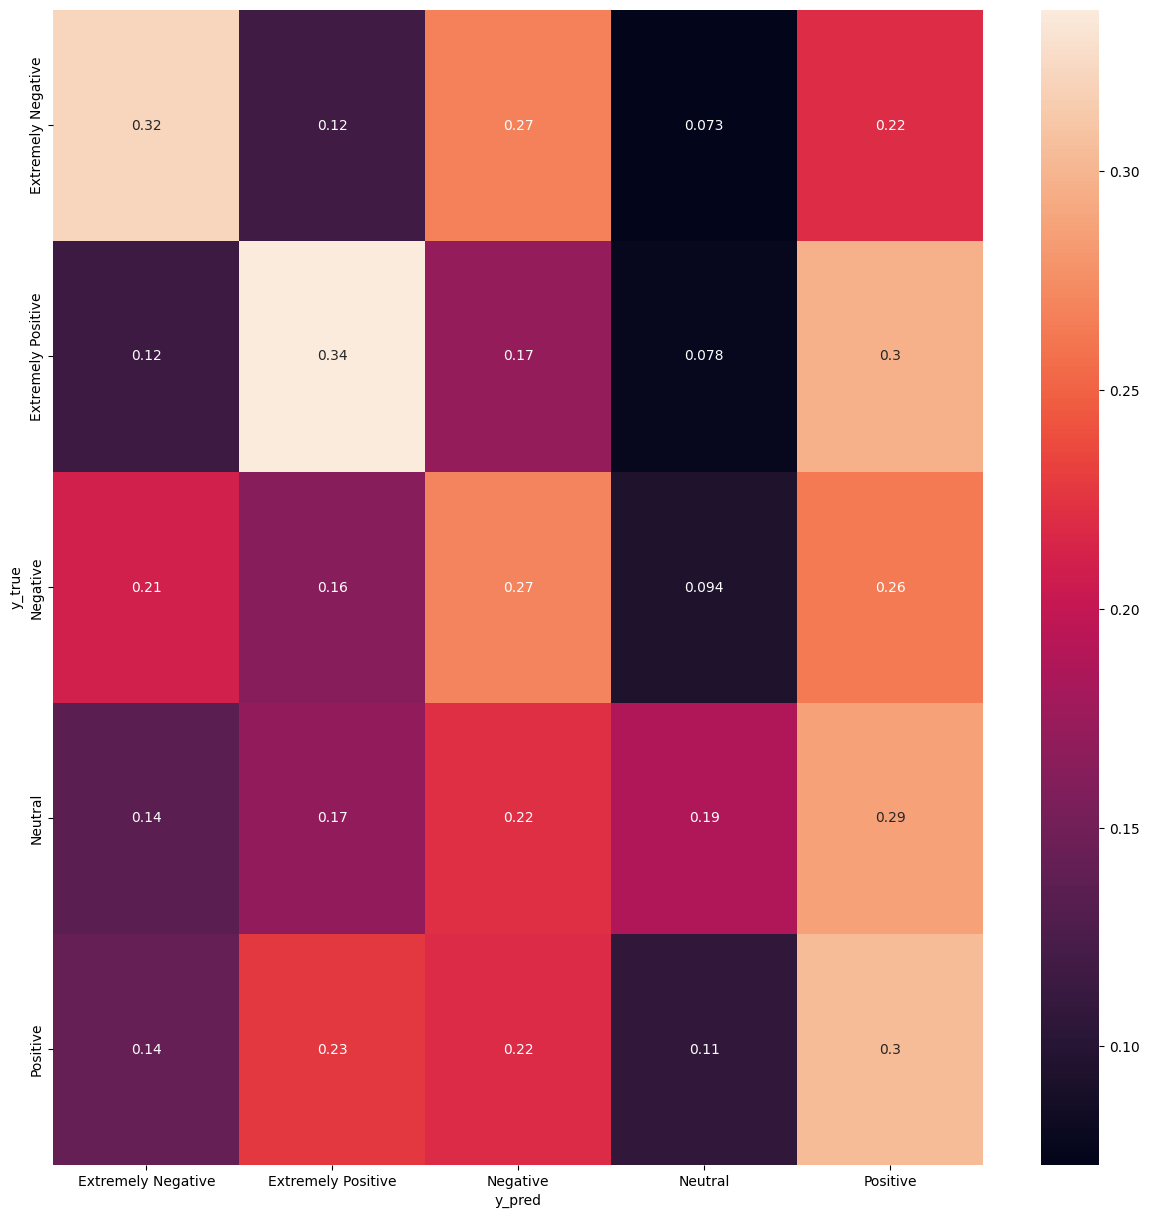 Extremely Negative
0.32
0.12
0.27
0.073
0.22
Extremely Positive
0.12
0.34
0.17
0.078
0.3
y_true
Negative
0.21
0.16
0.27
0.094
0.26
Neutral
0.14
0.17
0.22
0.19
0.29
Positive
0.14
0.23
0.22
0.11
0.3
Extremely Negative
Extremely Positive
Negative
Neutral
Positive
y_pred
0.30
0.25
0.20
0.15
0.10